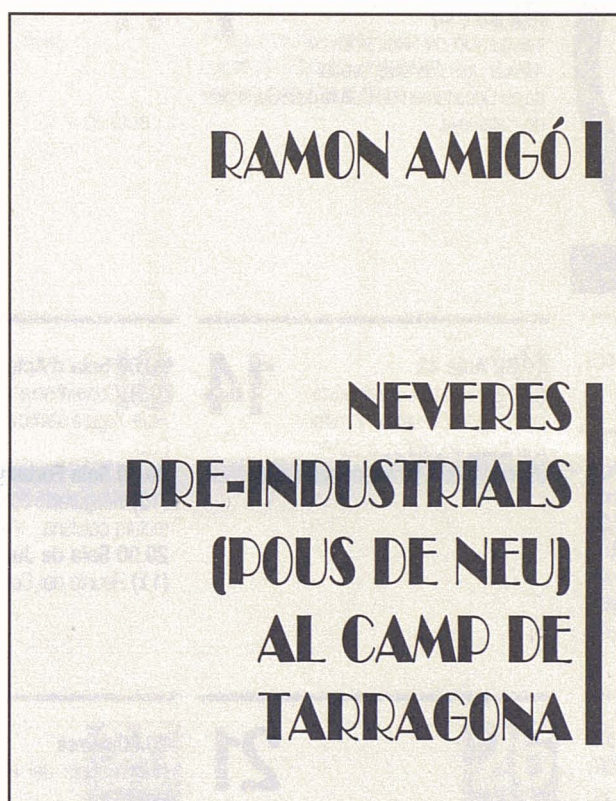 RAMON AMIGÓ
NEVERES
PRE-INDUSTRIALS
(POUS DE NEU)
AL CAMP DE
TARRAGONA